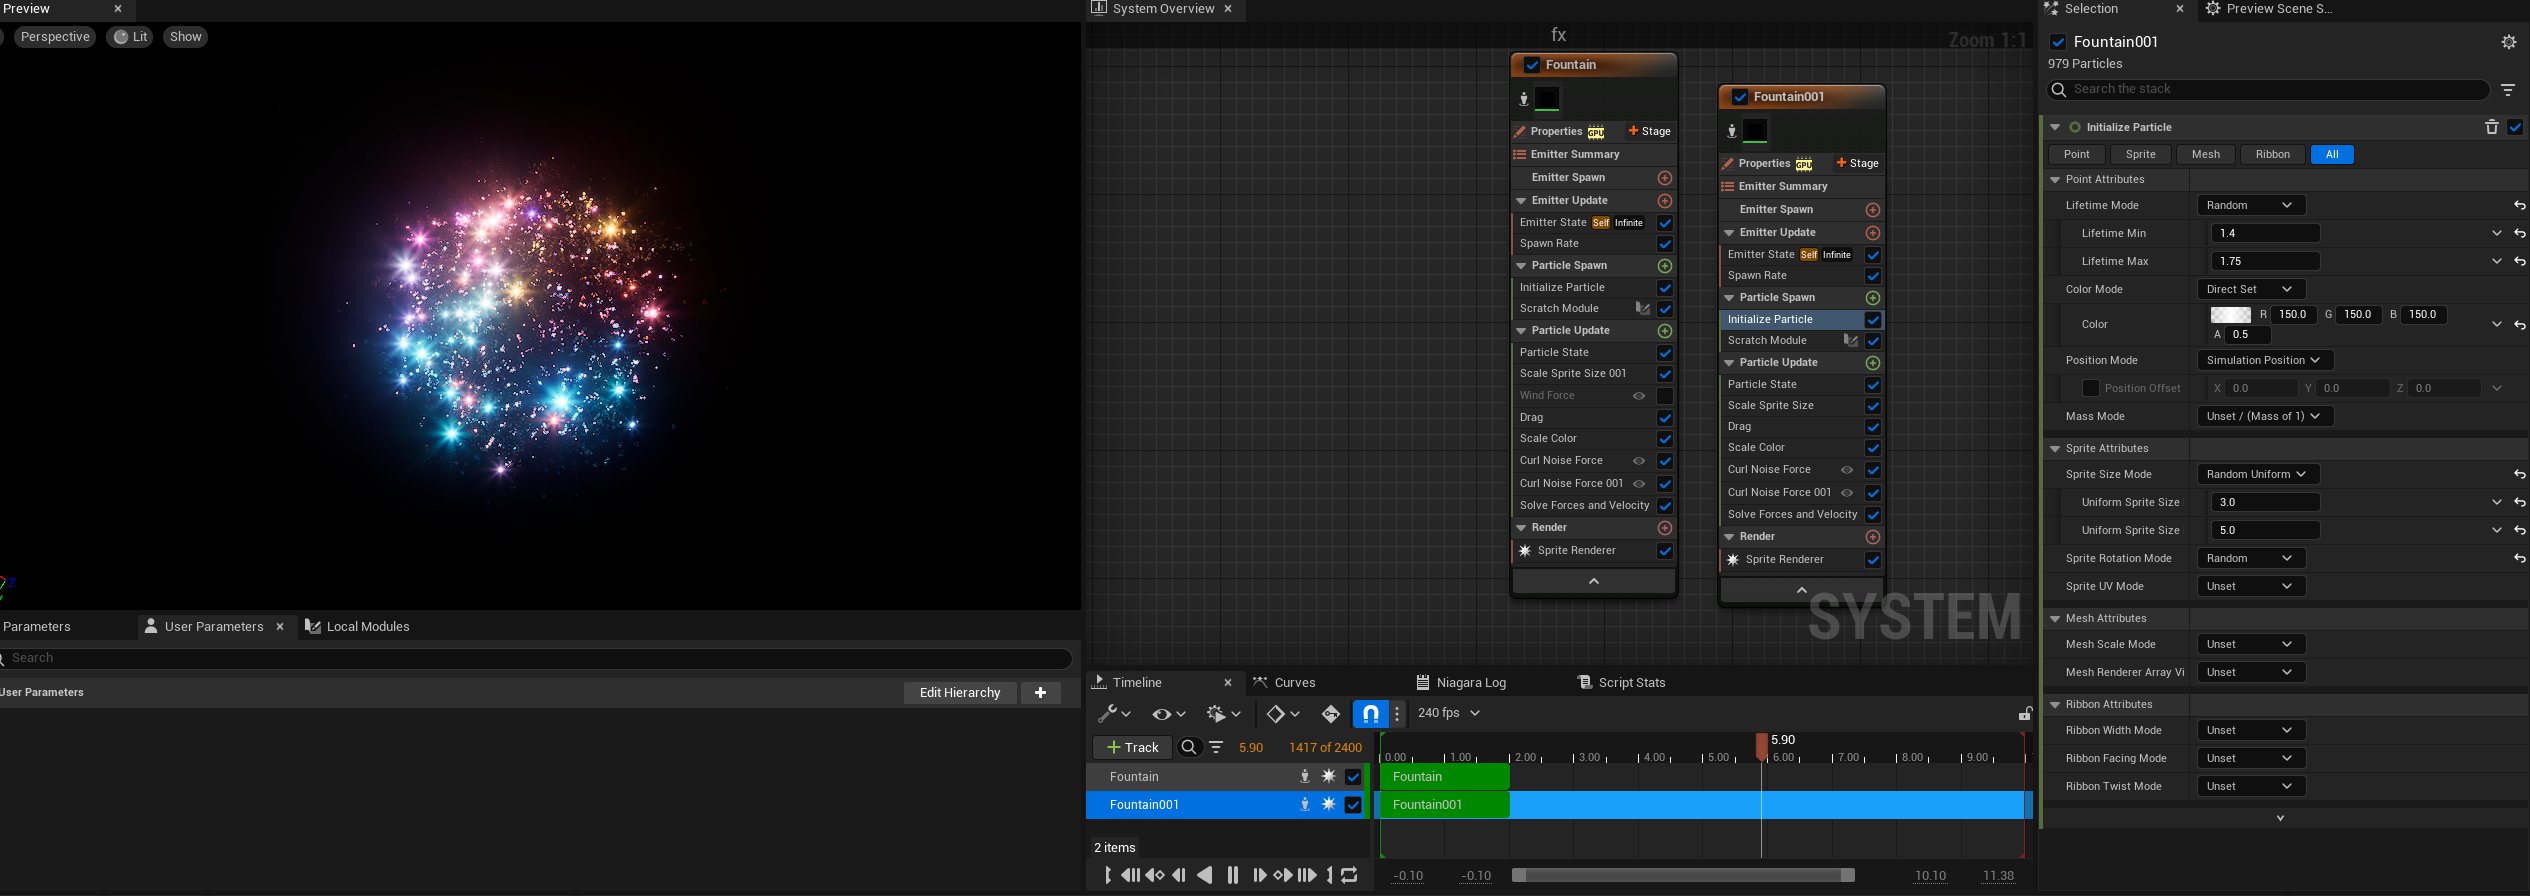 Preview
Perspective
Lit
Show
Parameters
User Parameters
Local Modules
Search
User Parameters
Edit Hierarchy
System Overview
fx
Zoom 1:1
Fountain
Properties GPU Stage
Emitter Summary
Emitter Spawn
Emitter Update
Emitter State Self Infinite
Spawn Rate
Particle Spawn
Initialize Particle
Scratch Module
Particle Update
Particle State
Scale Sprite Size 001
Wind Force
Drag
Scale Color
Curl Noise Force
Curl Noise Force 001
Solve Forces and Velocity
Render
Sprite Renderer
Fountain001
Properties GPU Stage
Emitter Summary
Emitter Spawn
Emitter Update
Emitter State Self Infinite
Spawn Rate
Particle Spawn
Initialize Particle
Scratch Module
Particle Update
Particle State
Scale Sprite Size
Drag
Scale Color
Curl Noise Force
Curl Noise Force 001
Solve Forces and Velocity
Render
Sprite Renderer
SYSTEM
Timeline
Curves
Niagara Log
Script Stats
240 fps
Track
5.90
1417 of 2400
5.90
0.00 1.00 2.00 3.00 4.00 5.00 6.00 7.00 8.00 9.00
Fountain
Fountain
Fountain001
Fountain001
2 items
-0.10
-0.10
10.10
11.38
Selection
Preview Scene S...
Fountain001
979 Particles
Search the stack
Initialize Particle
Point
Sprite
Mesh
Ribbon
All
Point Attributes
Lifetime Mode Random
Lifetime Min 1.4
Lifetime Max 1.75
Color Mode Direct Set
Color R 150.0 G 150.0 B 150.0
A 0.5
Position Mode Simulation Position
Position Offset X 0.0 Y 0.0 Z 0.0
Mass Mode Unset / (Mass of 1)
Sprite Attributes
Sprite Size Mode Random Uniform
Uniform Sprite Size 3.0
Uniform Sprite Size 5.0
Sprite Rotation Mode Random
Sprite UV Mode Unset
Mesh Attributes
Mesh Scale Mode Unset
Mesh Renderer Array Vi Unset
Ribbon Attributes
Ribbon Width Mode Unset
Ribbon Facing Mode Unset
Ribbon Twist Mode Unset